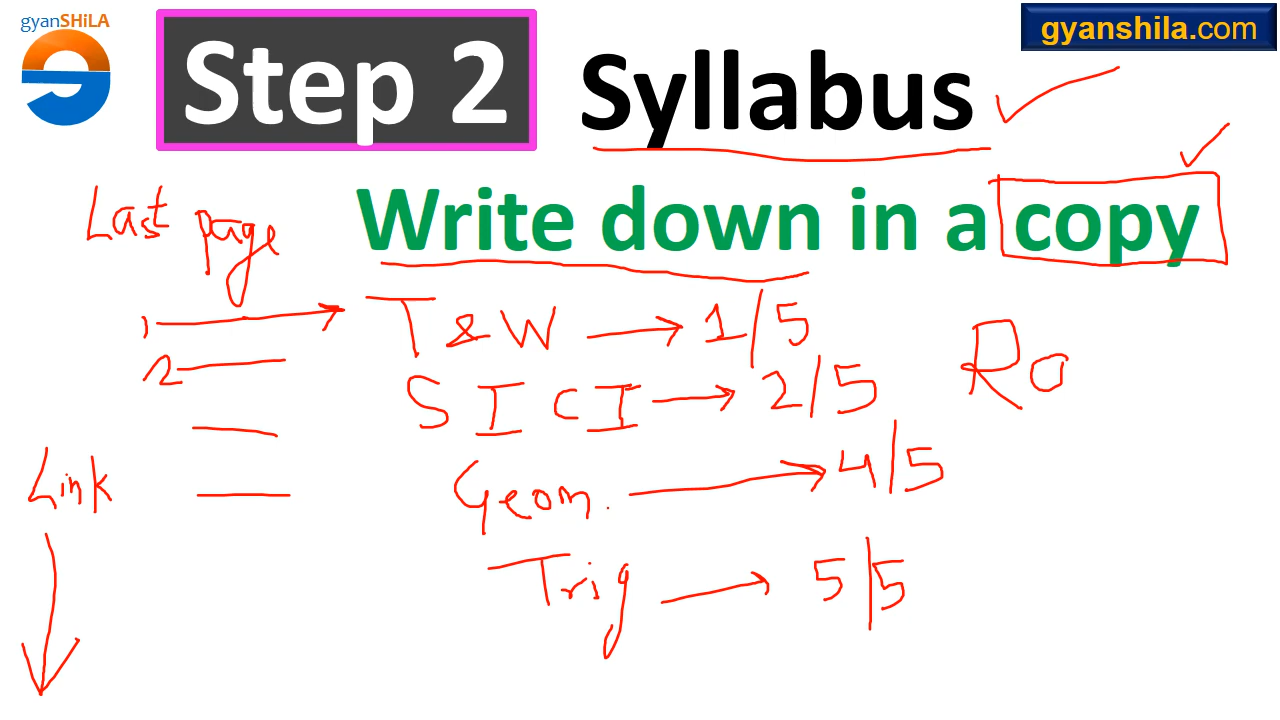 gyanSHiLA
gyanshila.com
Step 2 Syllabus
Write down in a copy
Last page
1 T & W 1/5
2
S I C I 2/5
Ro
Geom. 4/5
Link
Trig 5/5